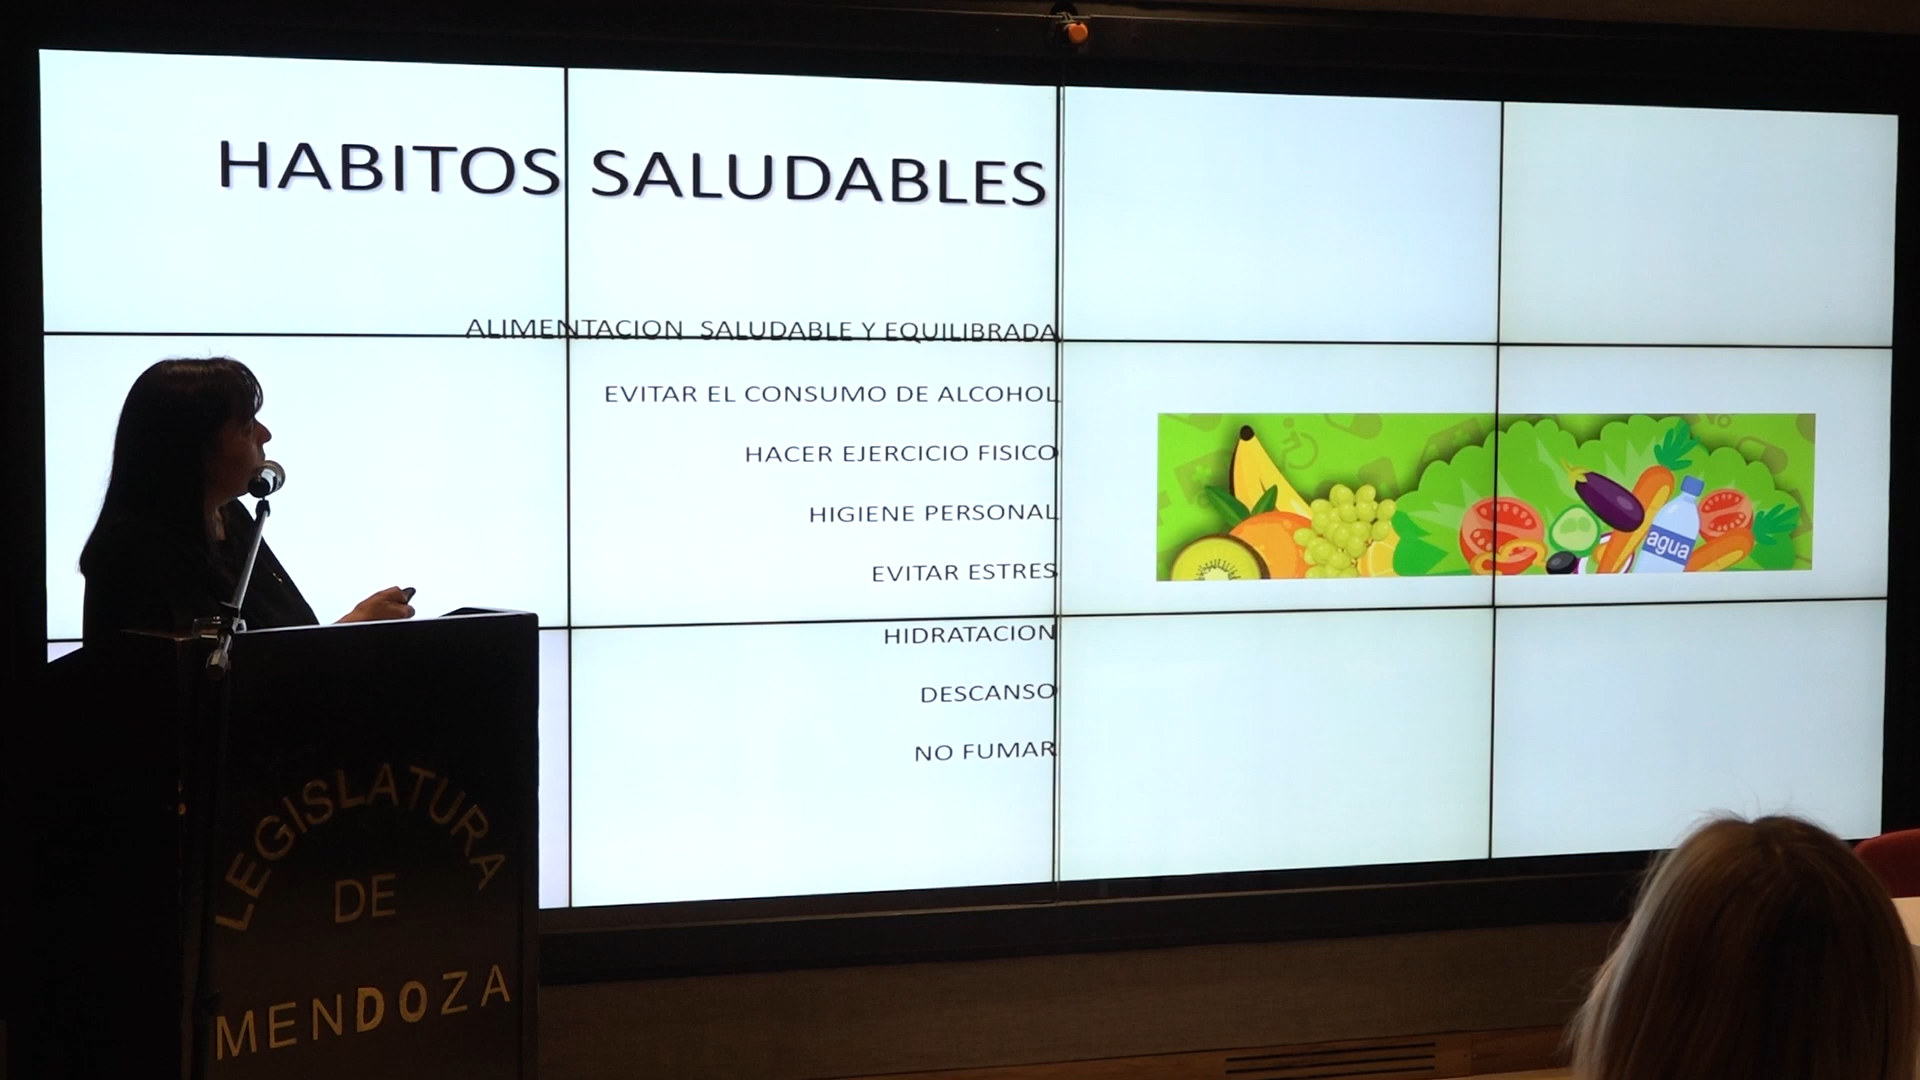 HABITOS SALUDABLES
ALIMENTACION SALUDABLE Y EQUILIBRADA
EVITAR EL CONSUMO DE ALCOHOL
HACER EJERCICIO FISICO
HIGIENE PERSONAL
EVITAR ESTRES
HIDRATACION
DESCANSO
NO FUMAR
agua
LEGISLATURA
DE
MENDOZA